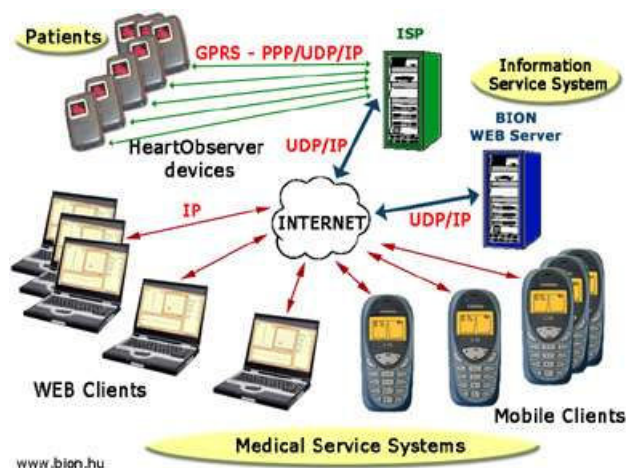 Patients
GPRS - PPP/UDP/IP
ISP
Information
Service System
HeartObserver
devices
UDP/IP
BION
WEB Server
IP
INTERNET
UDP/IP
WEB Clients
Mobile Clients
Medical Service Systems
www.bion.hu